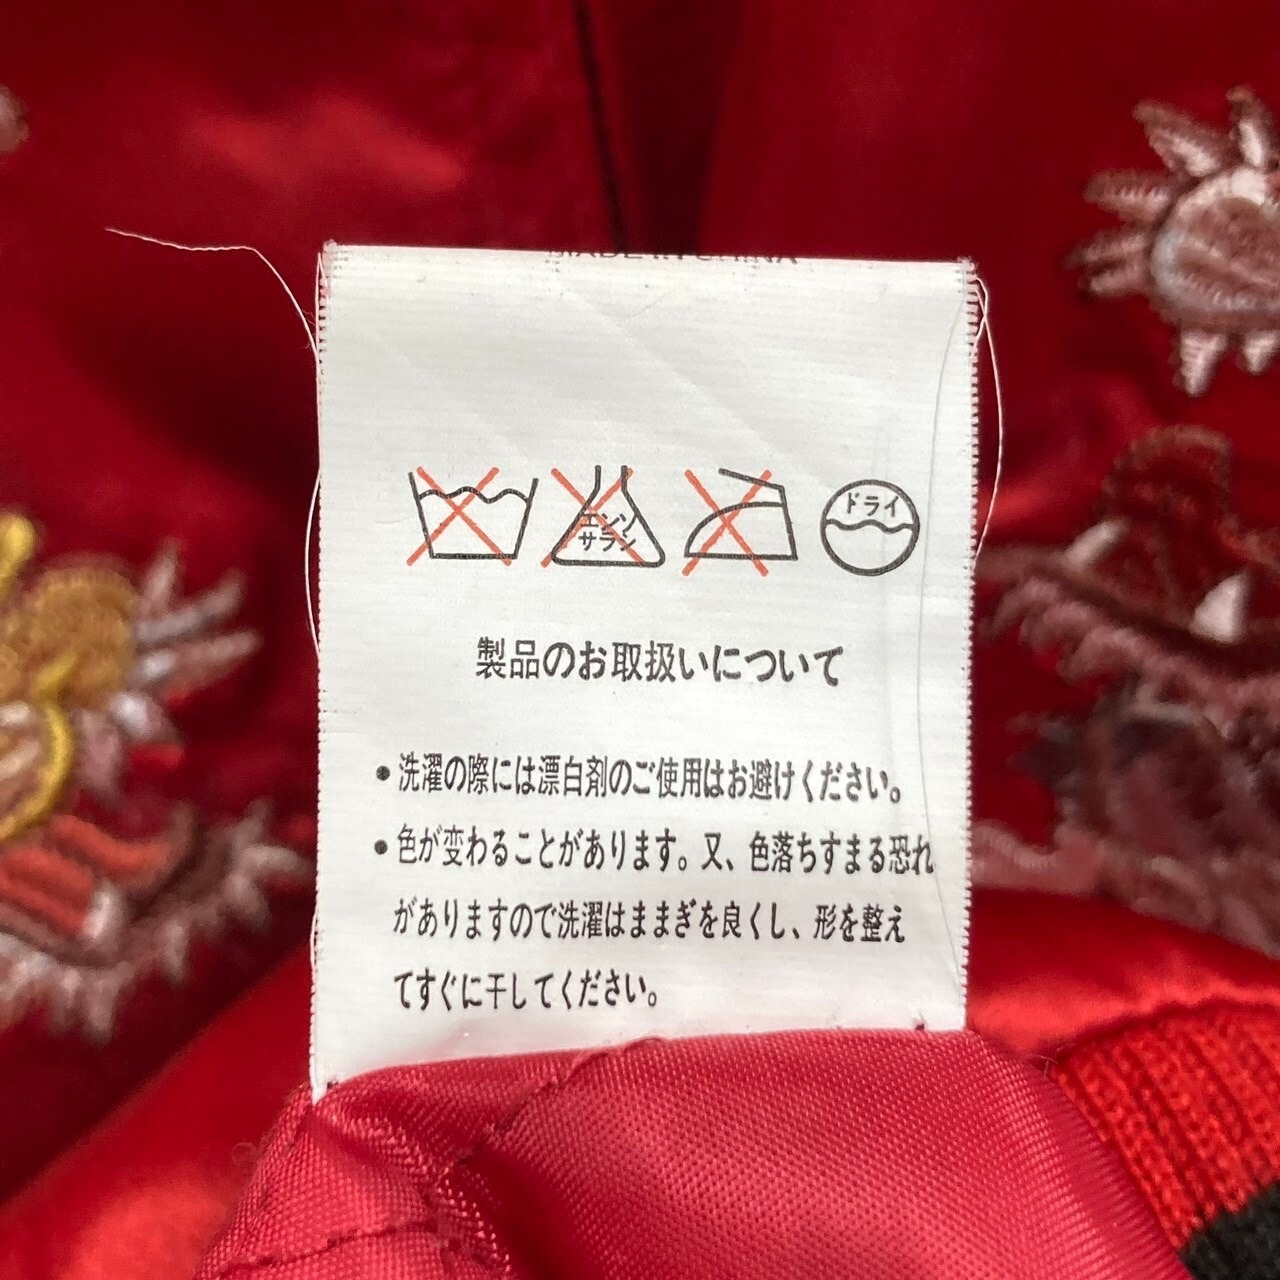 MADE IN CHINA
エンソ
サラシ
ドライ
製品のお取扱いについて
•洗濯の際には漂白剤のご使用はお避けください。
•色が変わることがあります。又、色落ちすまる恐れ
がありますので洗濯はままぎを良くし、形を整え
てすぐに干してください。